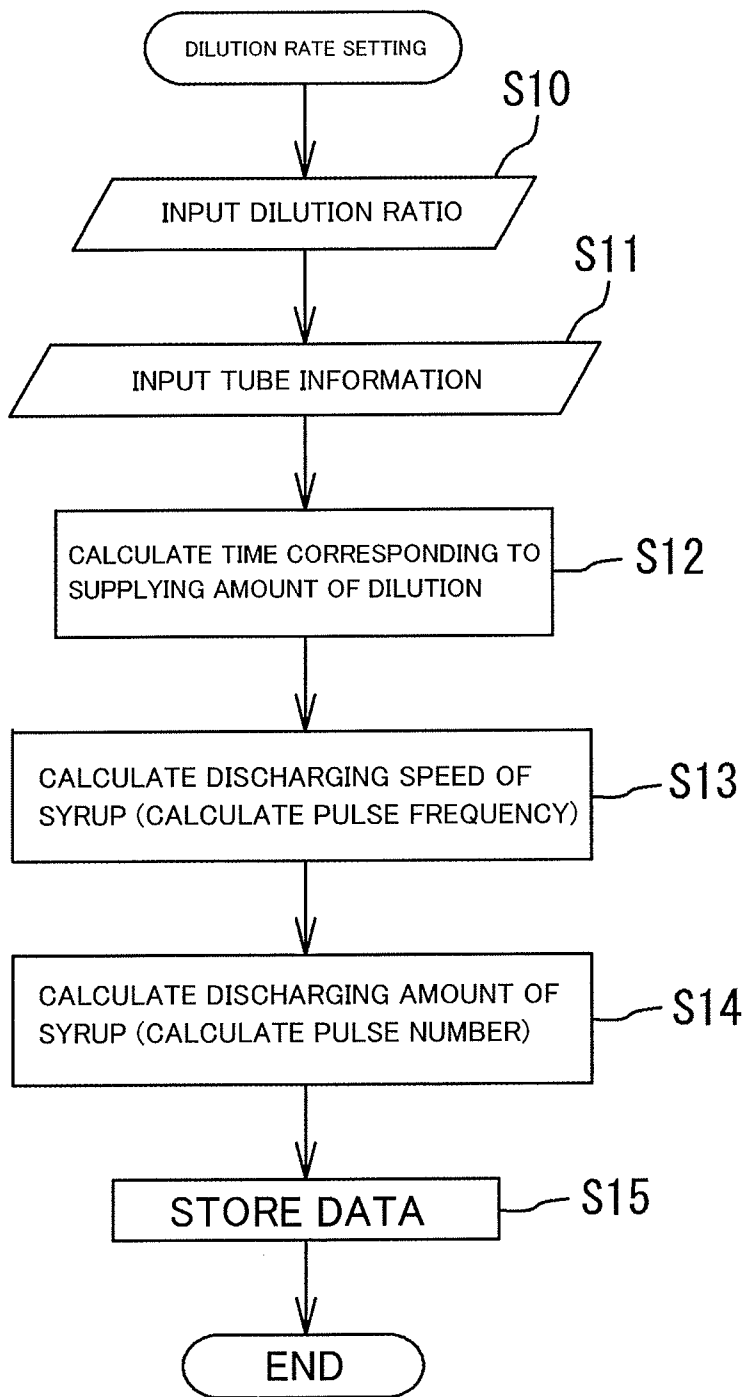 DILUTION RATE SETTING
S10
INPUT DILUTION RATIO
S11
INPUT TUBE INFORMATION
CALCULATE TIME CORRESPONDING TO
SUPPLYING AMOUNT OF DILUTION
S12
CALCULATE DISCHARGING SPEED OF
SYRUP (CALCULATE PULSE FREQUENCY)
S13
CALCULATE DISCHARGING AMOUNT OF
SYRUP (CALCULATE PULSE NUMBER)
S14
STORE DATA
S15
END